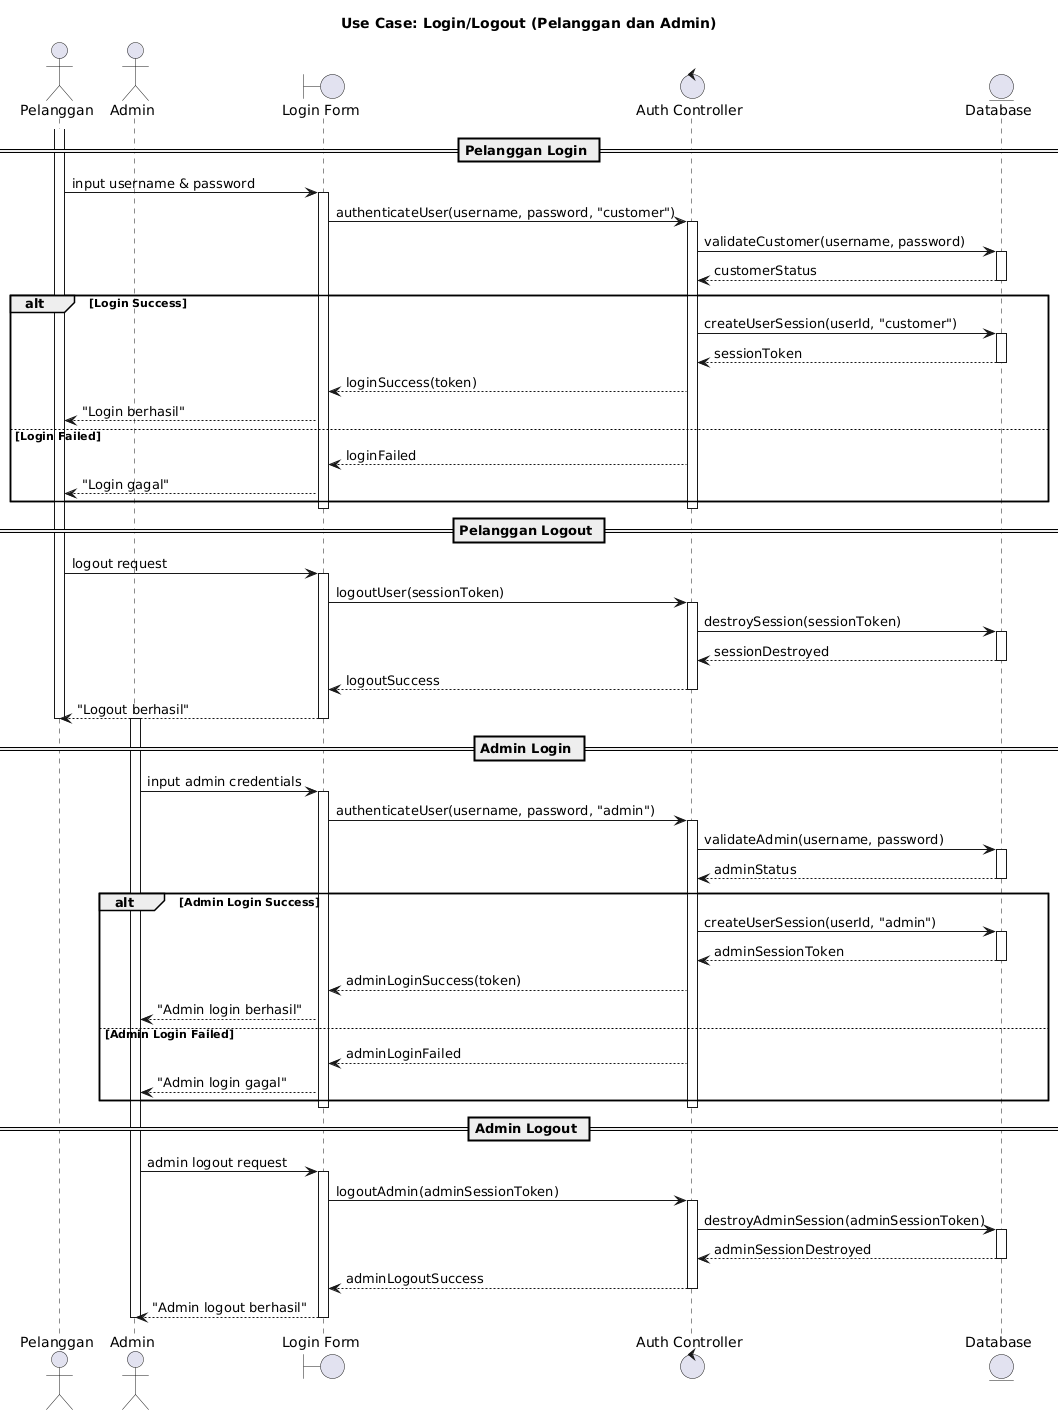 Use Case: Login/Logout (Pelanggan dan Admin)
Pelanggan Admin Login Form Auth Controller Database
Pelanggan Login
input username & password
authenticateUser(username, password, "customer")
validateCustomer(username, password)
customerStatus
alt [Login Success]
createUserSession(userId, "customer")
sessionToken
loginSuccess(token)
"Login berhasil"
[Login Failed]
loginFailed
"Login gagal"
Pelanggan Logout
logout request
logoutUser(sessionToken)
destroySession(sessionToken)
sessionDestroyed
logoutSuccess
"Logout berhasil"
Admin Login
input admin credentials
authenticateUser(username, password, "admin")
validateAdmin(username, password)
adminStatus
alt [Admin Login Success]
createUserSession(userId, "admin")
adminSessionToken
adminLoginSuccess(token)
"Admin login berhasil"
[Admin Login Failed]
adminLoginFailed
"Admin login gagal"
Admin Logout
admin logout request
logoutAdmin(adminSessionToken)
destroyAdminSession(adminSessionToken)
adminSessionDestroyed
adminLogoutSuccess
"Admin logout berhasil"
Pelanggan Admin Login Form Auth Controller Database